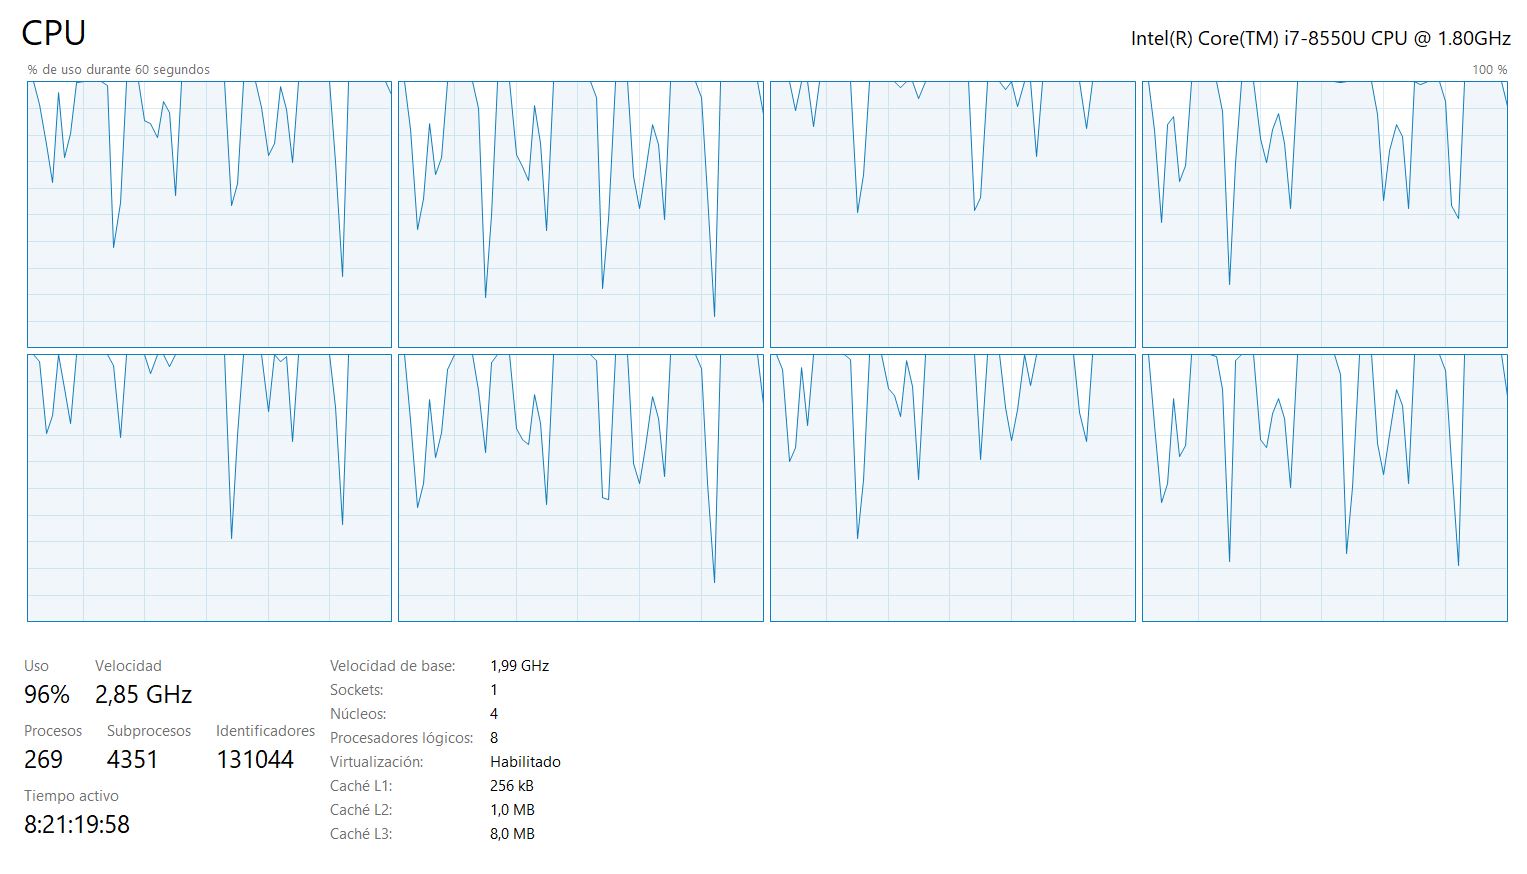 CPU
Intel(R) Core(TM) i7-8550U CPU @ 1.80GHz
% de uso durante 60 segundos
100 %
Uso
Velocidad
96%
2,85 GHz
Procesos
Subprocesos
Identificadores
269
4351
131044
Tiempo activo
8:21:19:58
Velocidad de base: 1,99 GHz
Sockets: 1
Núcleos: 4
Procesadores lógicos: 8
Virtualización: Habilitado
Caché L1: 256 kB
Caché L2: 1,0 MB
Caché L3: 8,0 MB